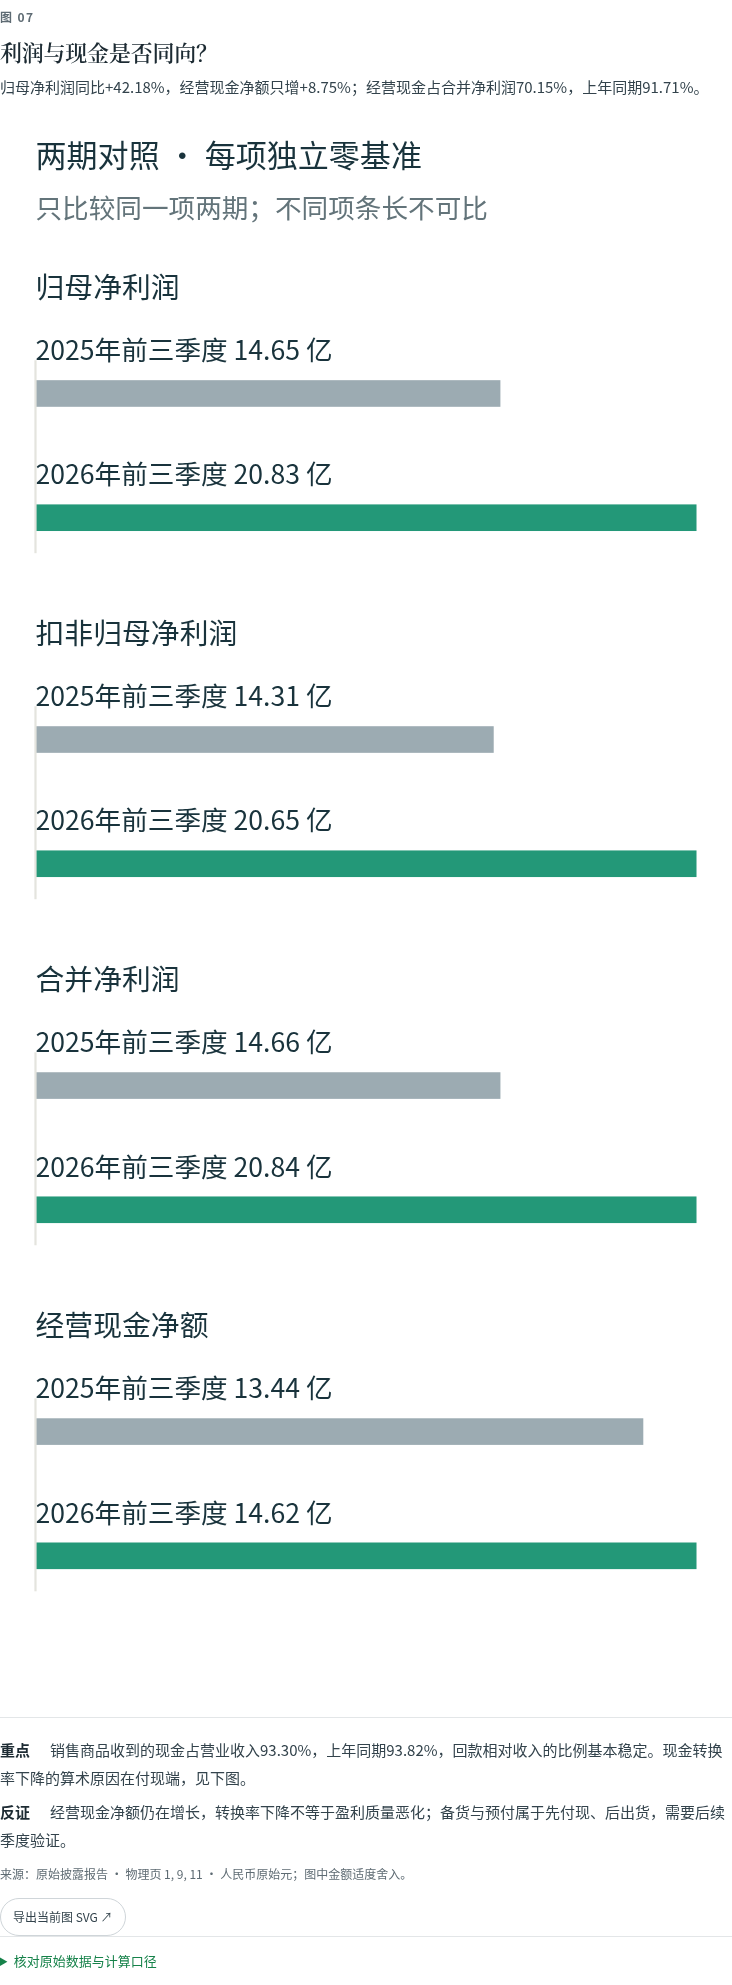 图 07
利润与现金是否同向？
归母净利润同比+42.18%，经营现金净额只增+8.75%；经营现金占合并净利润70.15%，上年同期91.71%。
两期对照 · 每项独立零基准
只比较同一项两期；不同项条长不可比
归母净利润
2025年前三季度 14.65 亿
2026年前三季度 20.83 亿
扣非归母净利润
2025年前三季度 14.31 亿
2026年前三季度 20.65 亿
合并净利润
2025年前三季度 14.66 亿
2026年前三季度 20.84 亿
经营现金净额
2025年前三季度 13.44 亿
2026年前三季度 14.62 亿
重点 销售商品收到的现金占营业收入93.30%，上年同期93.82%，回款相对收入的比例基本稳定。现金转换
率下降的算术原因在付现端，见下图。
反证 经营现金净额仍在增长，转换率下降不等于盈利质量恶化；备货与预付属于先付现、后出货，需要后续
季度验证。
来源：原始披露报告 · 物理页 1, 9, 11 · 人民币原始元；图中金额适度舍入。
导出当前图 SVG ↗
▶ 核对原始数据与计算口径